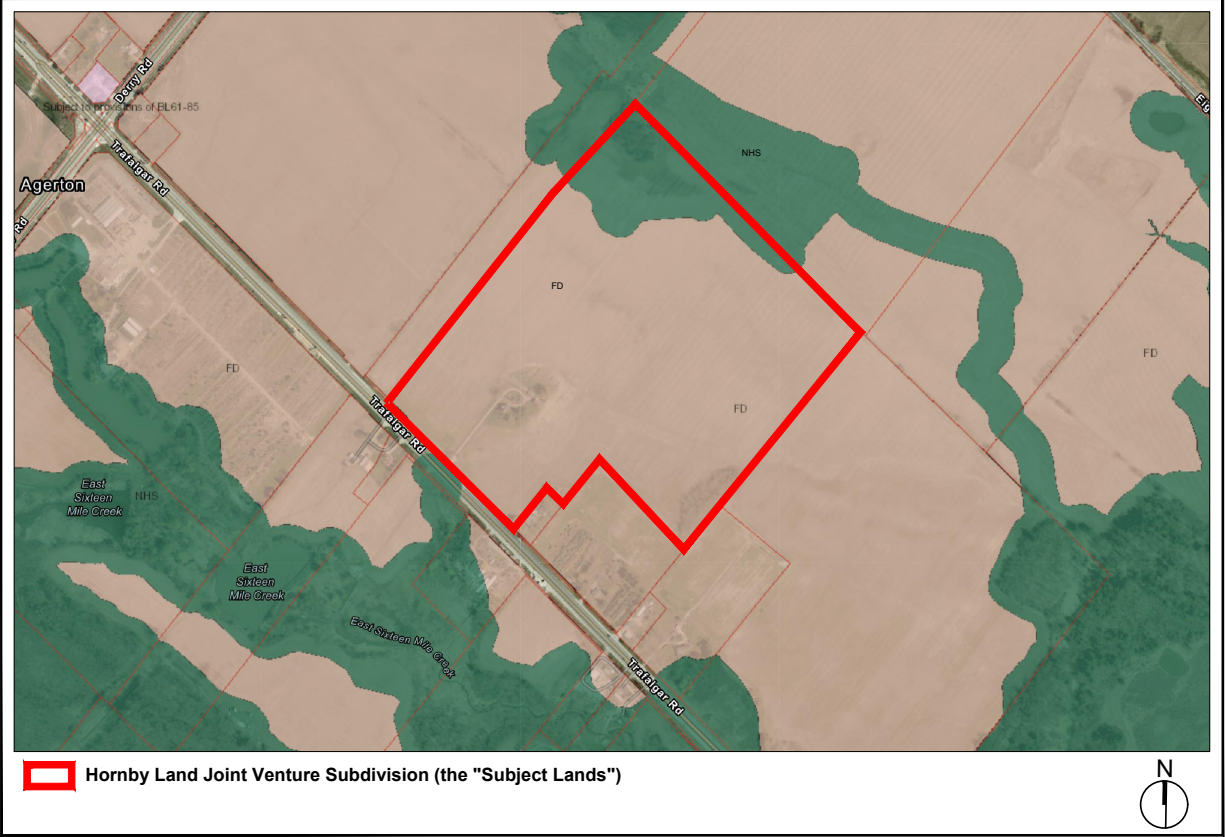 Derry Rd
Eig
Subject to provisions of BL61-85
Trafalgar Rd
NHS
Agerton
Rd
FD
FD
FD
Trafalgar Rd
FD
East
Sixteen
Mile Creek
NHS
East
Sixteen
Mile Creek
East Sixteen Mile Creek
Trafalgar Rd
Hornby Land Joint Venture Subdivision (the "Subject Lands")
N